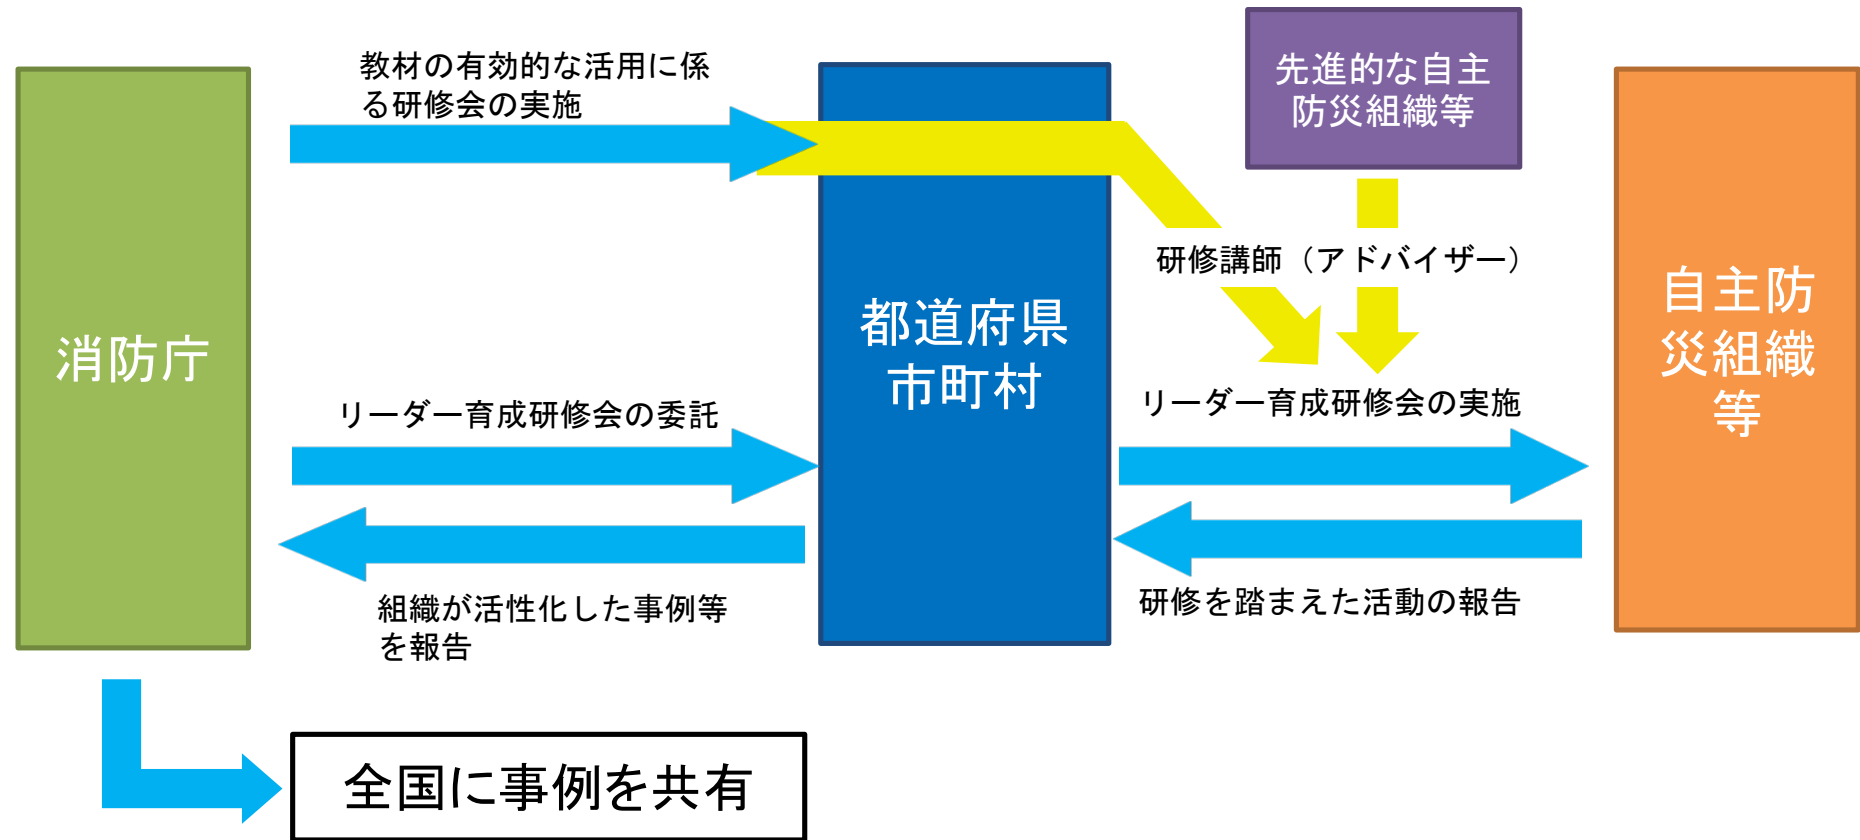 消防庁
教材の有効的な活用に係
る研修会の実施
リーダー育成研修会の委託
組織が活性化した事例等
を報告
全国に事例を共有
都道府県
市町村
先進的な自主
防災組織等
研修講師（アドバイザー）
リーダー育成研修会の実施
研修を踏まえた活動の報告
自主防
災組織
等